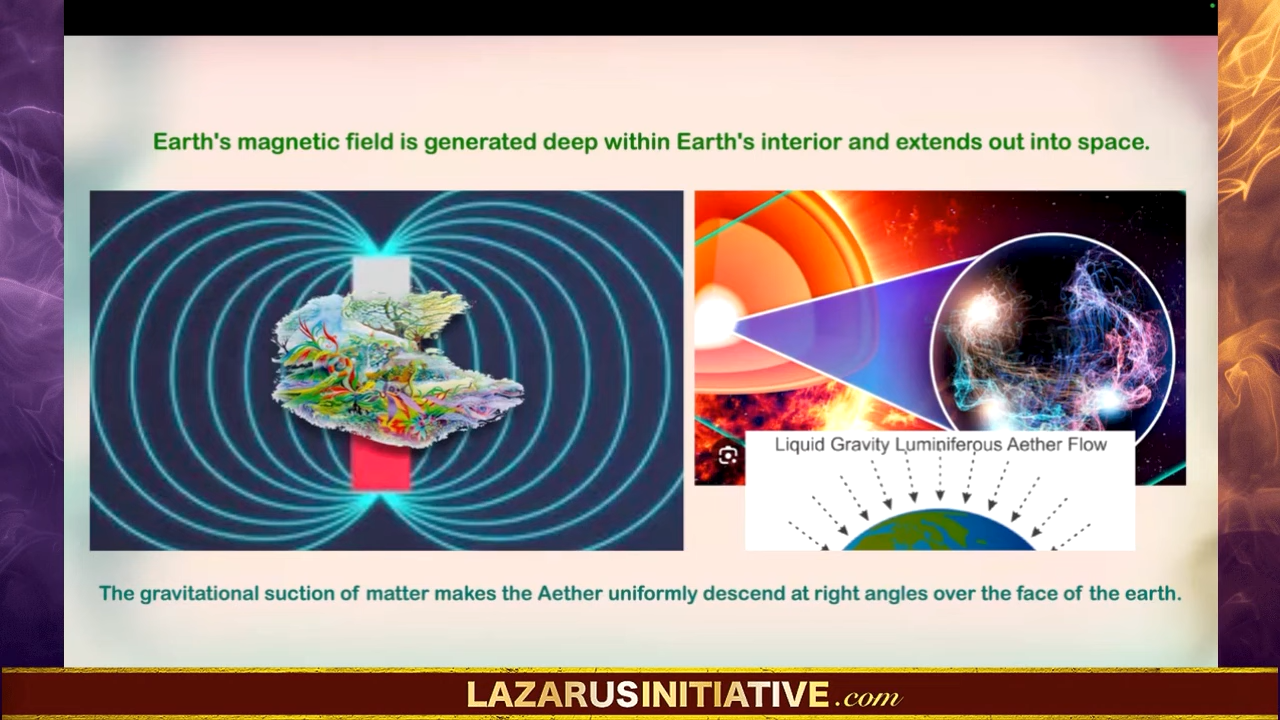 Earth's magnetic field is generated deep within Earth's interior and extends out into space.
Liquid Gravity Luminiferous Aether Flow
The gravitational suction of matter makes the Aether uniformly descend at right angles over the face of the earth.
LAZARUSINITIATIVE.com